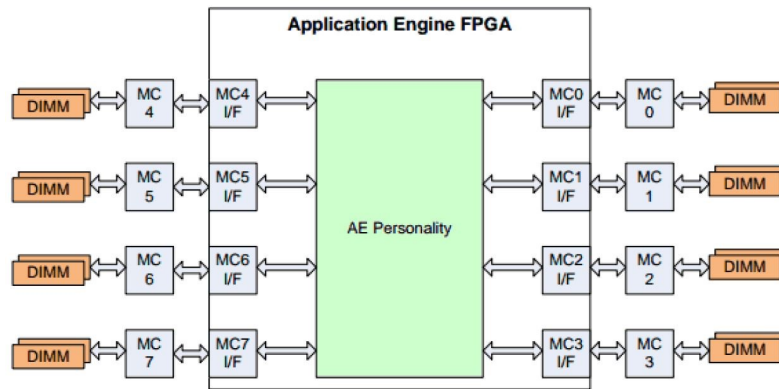 Application Engine FPGA
DIMM
MC
4
MC4
I/F
MC0
I/F
MC
0
DIMM
DIMM
MC
5
MC5
I/F
MC1
I/F
MC
1
DIMM
AE Personality
DIMM
MC
6
MC6
I/F
MC2
I/F
MC
2
DIMM
DIMM
MC
7
MC7
I/F
MC3
I/F
MC
3
DIMM